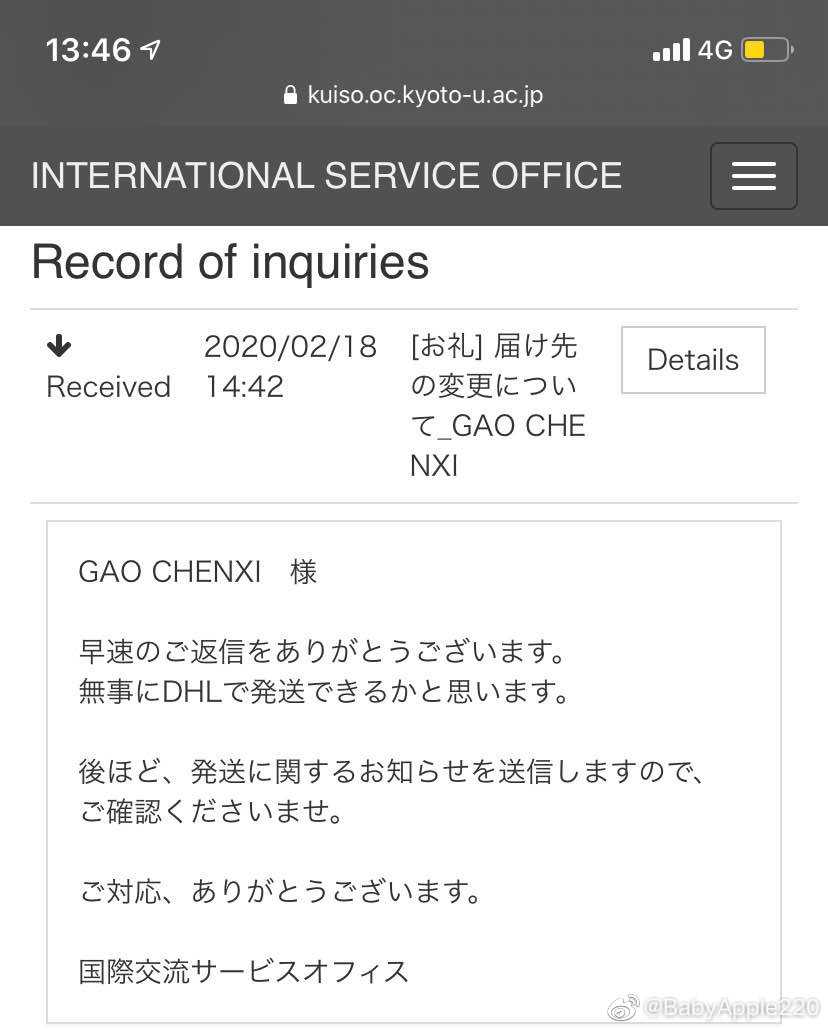 13:46 4G
kuiso.oc.kyoto-u.ac.jp
INTERNATIONAL SERVICE OFFICE
Record of inquiries
Received
2020/02/18
14:42
[お礼] 届け先
の変更につい
て_GAO CHE
NXI
Details
GAO CHENXI　様
早速のご返信をありがとうございます。
無事にDHLで発送できるかと思います。
後ほど、発送に関するお知らせを送信しますので、
ご確認くださいませ。
ご対応、ありがとうございます。
国際交流サービスオフィス
@BabyApple220